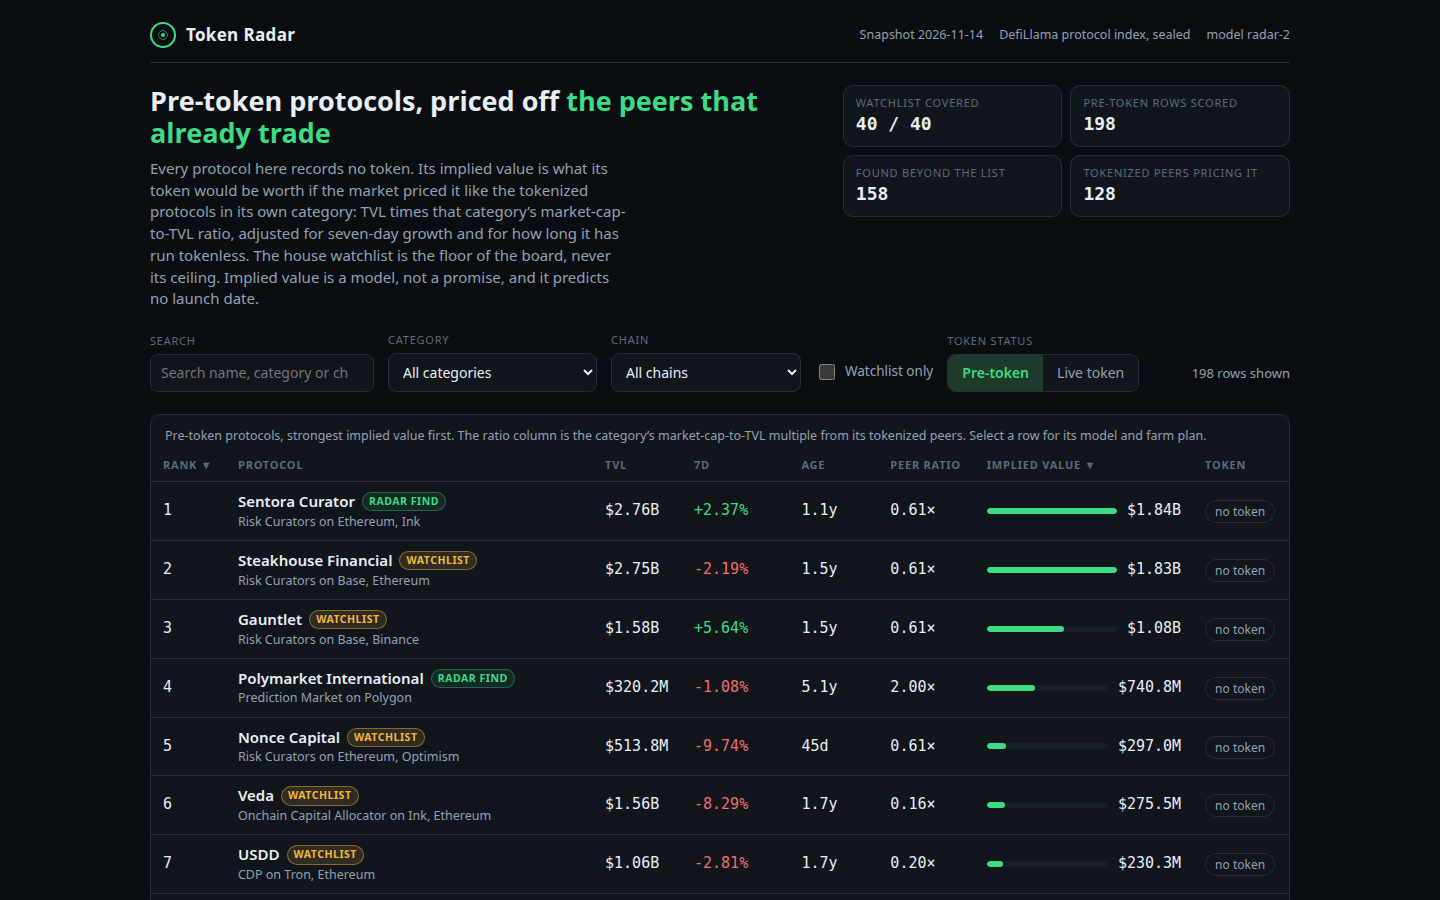 Token Radar
Snapshot 2026-11-14 DefiLlama protocol index, sealed model radar-2
Pre-token protocols, priced off the peers that
already trade
Every protocol here records no token. Its implied value is what its
token would be worth if the market priced it like the tokenized
protocols in its own category: TVL times that category's market-cap-
to-TVL ratio, adjusted for seven-day growth and for how long it has
run tokenless. The house watchlist is the floor of the board, never
its ceiling. Implied value is a model, not a promise, and it predicts
no launch date.
WATCHLIST COVERED
40 / 40
PRE-TOKEN ROWS SCORED
198
FOUND BEYOND THE LIST
158
TOKENIZED PEERS PRICING IT
128
SEARCH
Search name, category or ch
CATEGORY
All categories
CHAIN
All chains
Watchlist only
TOKEN STATUS
Pre-token Live token
198 rows shown
Pre-token protocols, strongest implied value first. The ratio column is the category's market-cap-to-TVL multiple from its tokenized peers. Select a row for its model and farm plan.
RANK ▼ PROTOCOL TVL 7D AGE PEER RATIO IMPLIED VALUE ▼ TOKEN
1 Sentora Curator RADAR FIND $2.76B +2.37% 1.1y 0.61× $1.84B no token
Risk Curators on Ethereum, Ink
2 Steakhouse Financial WATCHLIST $2.75B -2.19% 1.5y 0.61× $1.83B no token
Risk Curators on Base, Ethereum
3 Gauntlet WATCHLIST $1.58B +5.64% 1.5y 0.61× $1.08B no token
Risk Curators on Base, Binance
4 Polymarket International RADAR FIND $320.2M -1.08% 5.1y 2.00× $740.8M no token
Prediction Market on Polygon
5 Nonce Capital WATCHLIST $513.8M -9.74% 45d 0.61× $297.0M no token
Risk Curators on Ethereum, Optimism
6 Veda WATCHLIST $1.56B -8.29% 1.7y 0.16× $275.5M no token
Onchain Capital Allocator on Ink, Ethereum
7 USDD WATCHLIST $1.06B -2.81% 1.7y 0.20× $230.3M no token
CDP on Tron, Ethereum